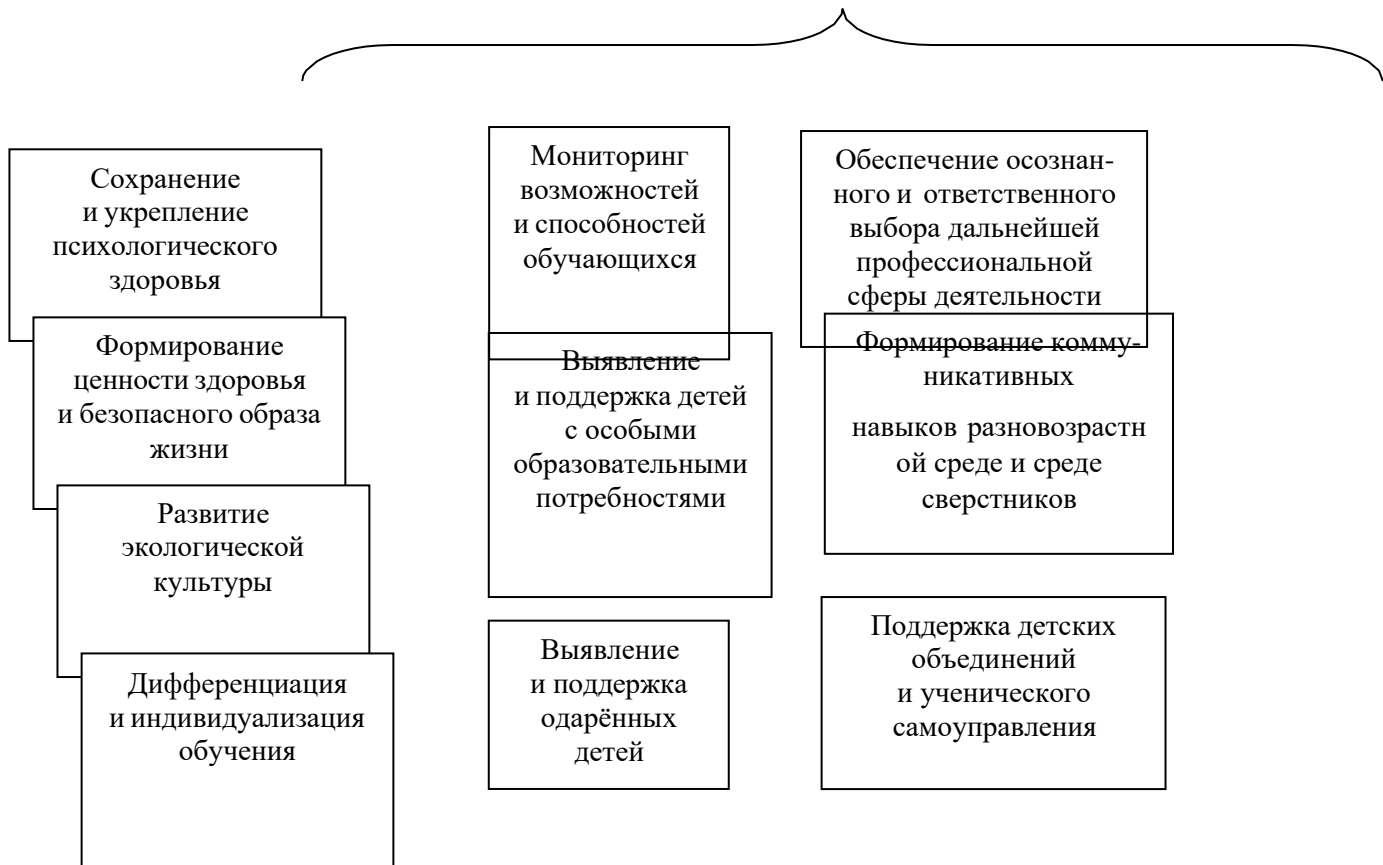 Сохранение
и укрепление
психологического
здоровья
Формирование
ценности здоровья
и безопасного образа
жизни
Развитие
экологической
культуры
Дифференциация
и индивидуализация
обучения
Мониторинг
возможностей
и способностей
обучающихся
Выявление
и поддержка детей
с особыми
образовательными
потребностями
Выявление
и поддержка
одарённых
детей
Обеспечение осознан-
ного и ответственного
выбора дальнейшей
профессиональной
сферы деятельности
Формирование комму-
никативных
навыков разновозрастн
ой среде и среде
сверстников
Поддержка детских
объединений
и ученического
самоуправления